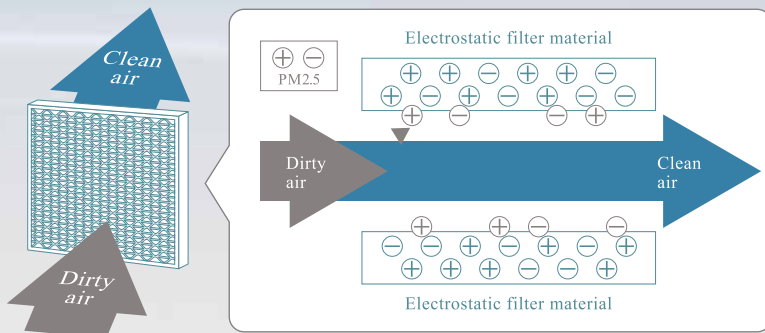 Clean
air
Dirty
air
PM2.5
Electrostatic filter material
Dirty
air
Clean
air
Electrostatic filter material